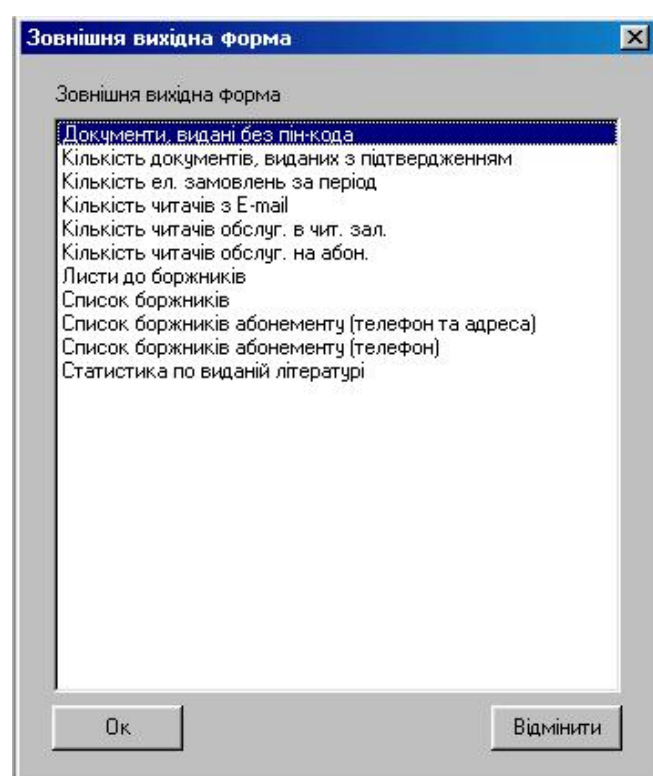 Зовнішня вихідна форма
Зовнішня вихідна форма
Документи, видані без пін-кода
Кількість документів, виданих з підтвердженням
Кількість ел. замовлень за період
Кількість читачів з E-mail
Кількість читачів обслуг. в чит. зал.
Кількість читачів обслуг. на абон.
Листи до боржників
Список боржників
Список боржників абонементу (телефон та адреса)
Список боржників абонементу (телефон)
Статистика по виданій літературі
Ок Відмінити